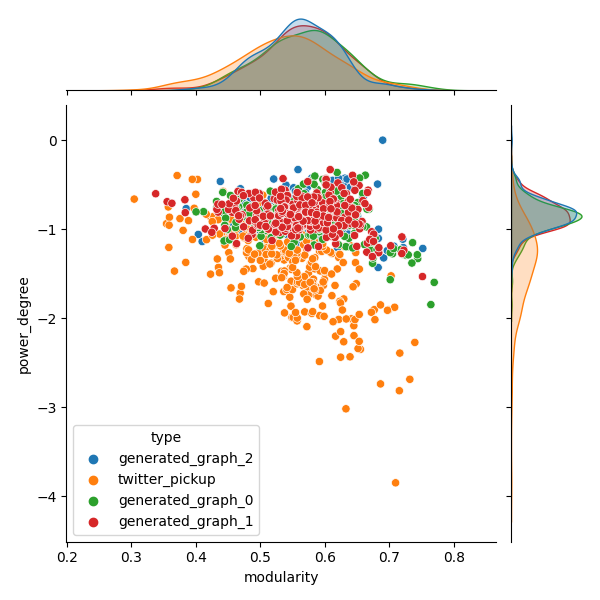 0
−1
−2
−3
−4
power_degree
type
generated_graph_2
twitter_pickup
generated_graph_0
generated_graph_1
0.2 0.3 0.4 0.5 0.6 0.7 0.8
modularity